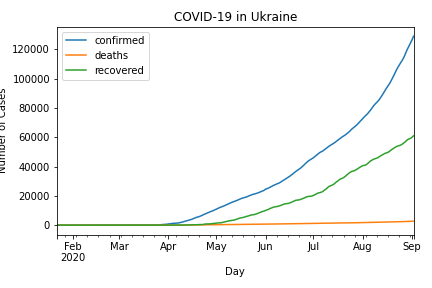 COVID-19 in Ukraine
confirmed
deaths
recovered
120000
100000
80000
60000
40000
20000
0
Number of Cases
Feb Mar Apr May Jun Jul Aug Sep
2020
Day